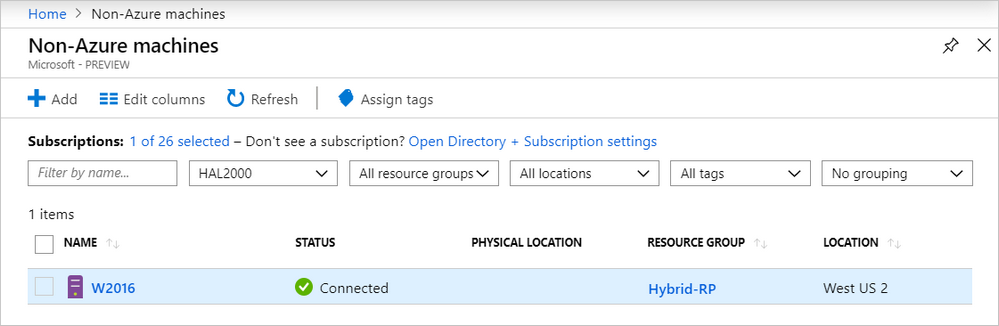 Home > Non-Azure machines
Non-Azure machines
Microsoft - PREVIEW
Add Edit columns Refresh Assign tags
Subscriptions: 1 of 26 selected – Don't see a subscription? Open Directory + Subscription settings
Filter by name... HAL2000 All resource groups All locations All tags No grouping
1 items
NAME STATUS PHYSICAL LOCATION RESOURCE GROUP LOCATION
W2016 Connected Hybrid-RP West US 2